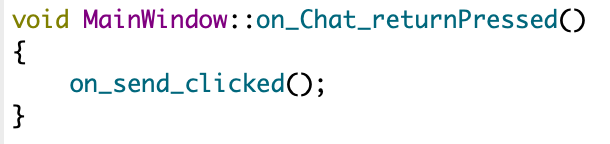 void MainWindow::on_Chat_returnPressed()
{
    on_send_clicked();
}